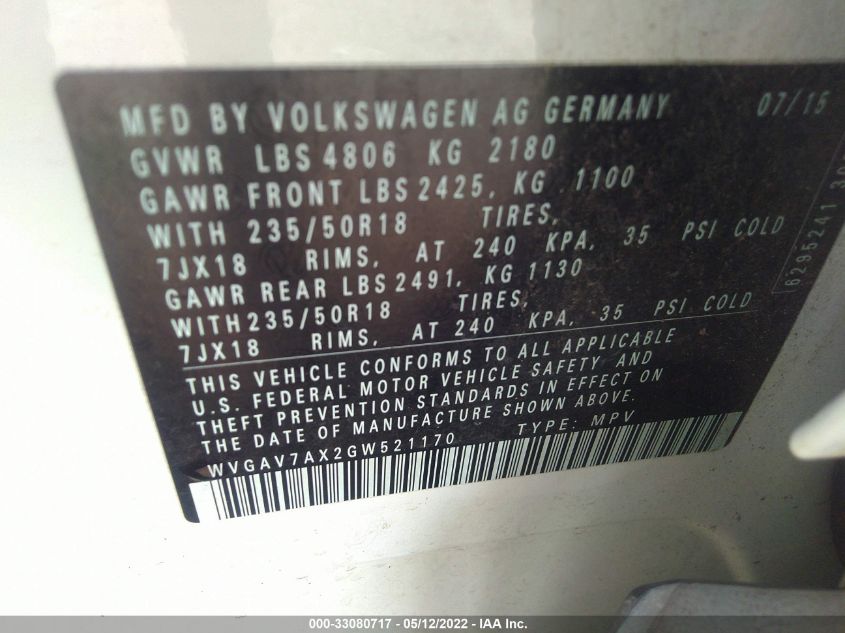 MFD BY VOLKSWAGEN AG GERMANY 07/15
GVWR LBS 4806 KG 2180
GAWR FRONT LBS 2425, KG 1100
WITH 235/50R18 TIRES,
7JX18 RIMS, AT 240 KPA, 35 PSI COLD
GAWR REAR LBS 2491, KG 1130
WITH235/50R18 TIRES,
7JX18 RIMS, AT 240 KPA, 35 PSI COLD
THIS VEHICLE CONFORMS TO ALL APPLICABLE
U.S. FEDERAL MOTOR VEHICLE SAFETY AND
THEFT PREVENTION STANDARDS IN EFFECT ON
THE DATE OF MANUFACTURE SHOWN ABOVE.
WVGAV7AX2GW521170 TYPE: MPV
6295241
000-33080717 - 05/12/2022 - IAA Inc.